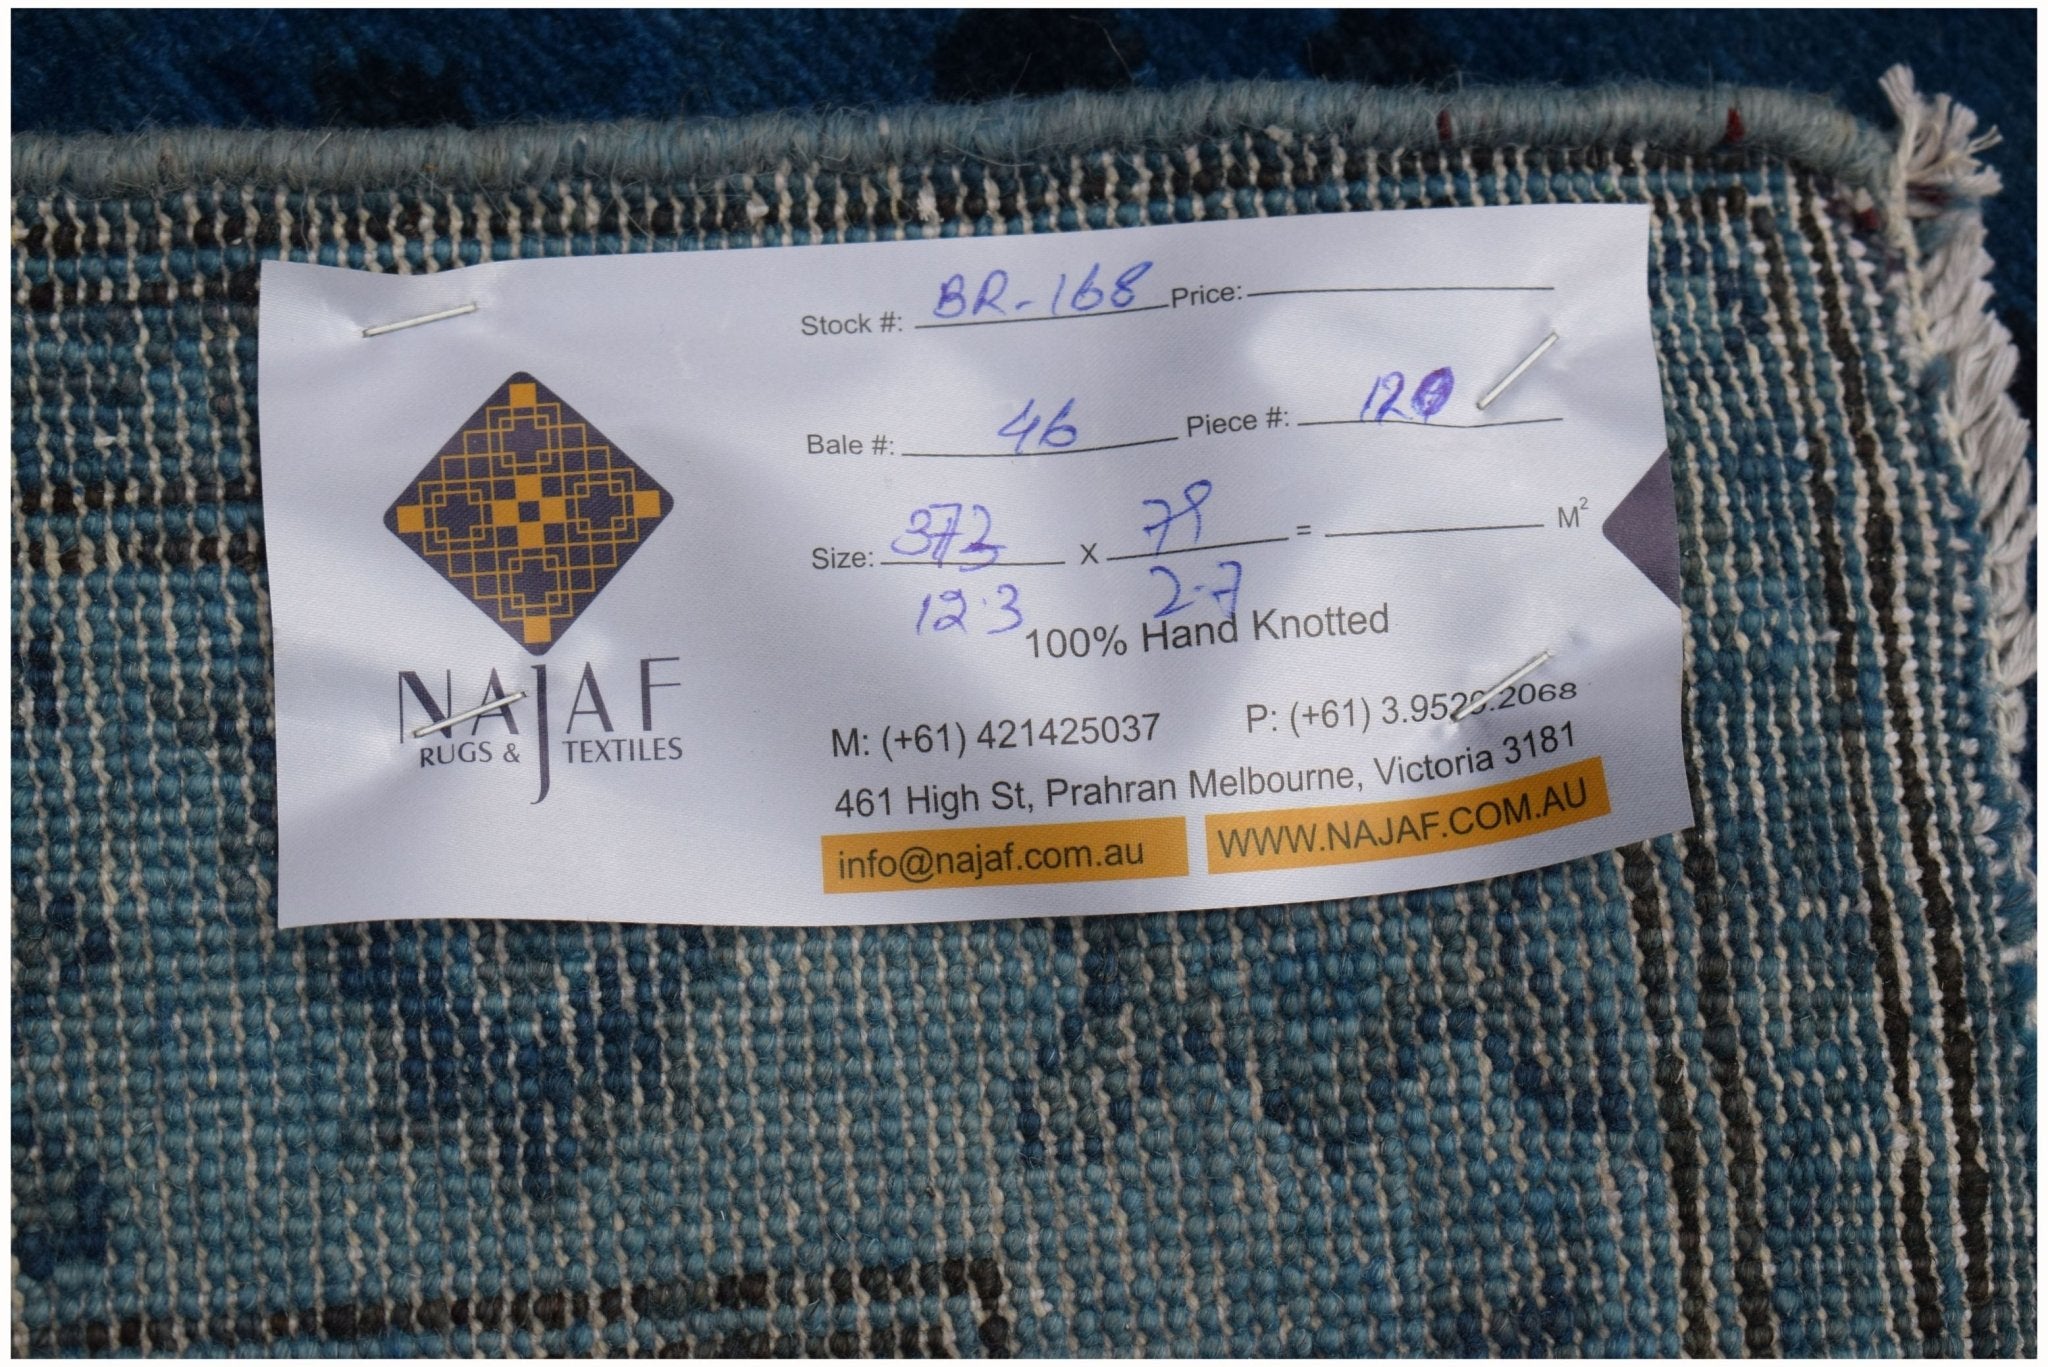 Stock #: BR-168 Price:
Bale #: 46 Piece #:
Size: 373 X 79 = M²
12.3 2.7
100% Hand Knotted
NAJAF
RUGS & TEXTILES
M: (+61) 421425037 P: (+61) 3.9529.2068
461 High St, Prahran Melbourne, Victoria 3181
info@najaf.com.au WWW.NAJAF.COM.AU